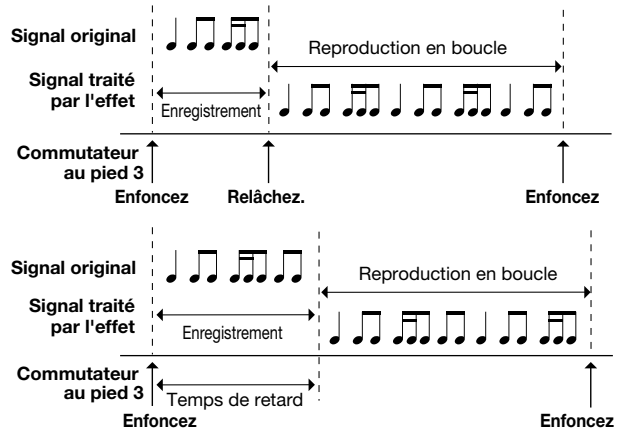 Signal original
Reproduction en boucle
Signal traité
par l'effet
Enregistrement
Commutateur
au pied 3
Enfoncez
Relâchez.
Enfoncez
Signal original
Reproduction en boucle
Signal traité
par l'effet
Enregistrement
Commutateur
au pied 3
Temps de retard
Enfoncez
Enfoncez